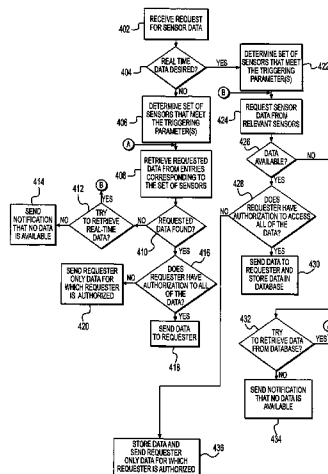 402
RECEIVE REQUEST
FOR SENSOR DATA
404
REAL TIME
DATA DESIRED?
YES
NO
DETERMINE SET OF
SENSORS THAT MEET
THE TRIGGERING
PARAMETER(S)
422
B
406
DETERMINE SET OF
SENSORS THAT MEET
THE TRIGGERING
PARAMETER(S)
424
REQUEST SENSOR
DATA FROM
RELEVANT SENSORS
A
408
RETRIEVE REQUESTED
DATA FROM ENTRIES
CORRESPONDING TO
THE SET OF SENSORS
426
DATA
AVAILABLE?
NO
YES
414
SEND
NOTIFICATION
THAT NO DATA
IS AVAILABLE
NO
B
YES
412
TRY
TO RETRIEVE
REAL-TIME
DATA?
NO
REQUESTED
DATA FOUND?
410
YES
428
DOES
REQUESTER HAVE
AUTHORIZATION TO ACCESS
ALL OF THE
DATA?
NO
YES
416
DOES
REQUESTER HAVE
AUTHORIZATION TO ALL
OF THE
DATA?
NO
YES
SEND REQUESTER
ONLY DATA FOR
WHICH REQUESTER
IS AUTHORIZED
420
SEND DATA
TO REQUESTER
418
SEND DATA TO
REQUESTER AND
STORE DATA IN
DATABASE
430
432
TRY
TO RETRIEVE DATA
FROM DATABASE?
YES
A
NO
SEND NOTIFICATION
THAT NO DATA IS
AVAILABLE
434
STORE DATA AND
SEND REQUESTER
ONLY DATA FOR WHICH
REQUESTER IS AUTHORIZED
436